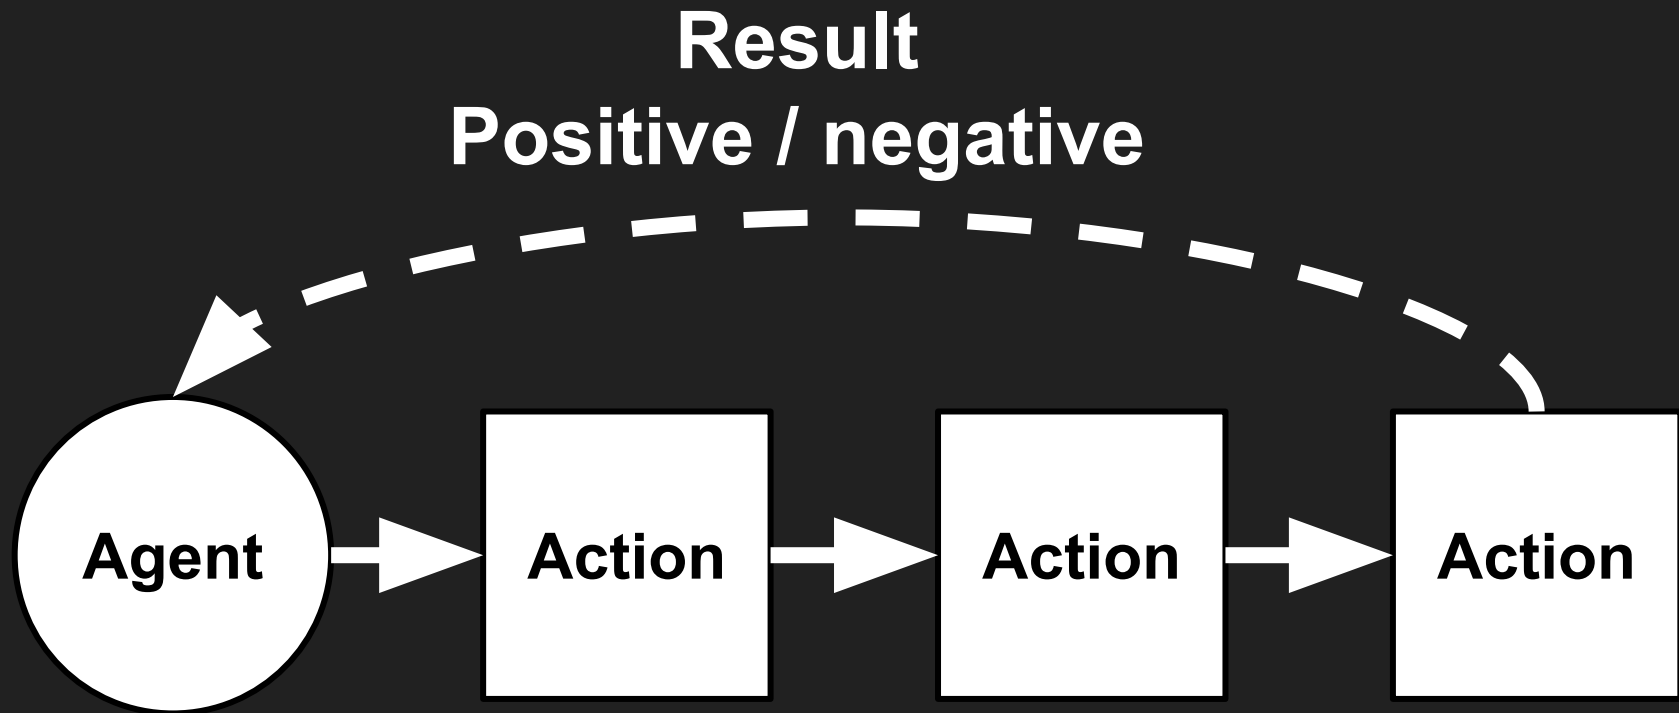 Result
Positive / negative
Agent
Action
Action
Action